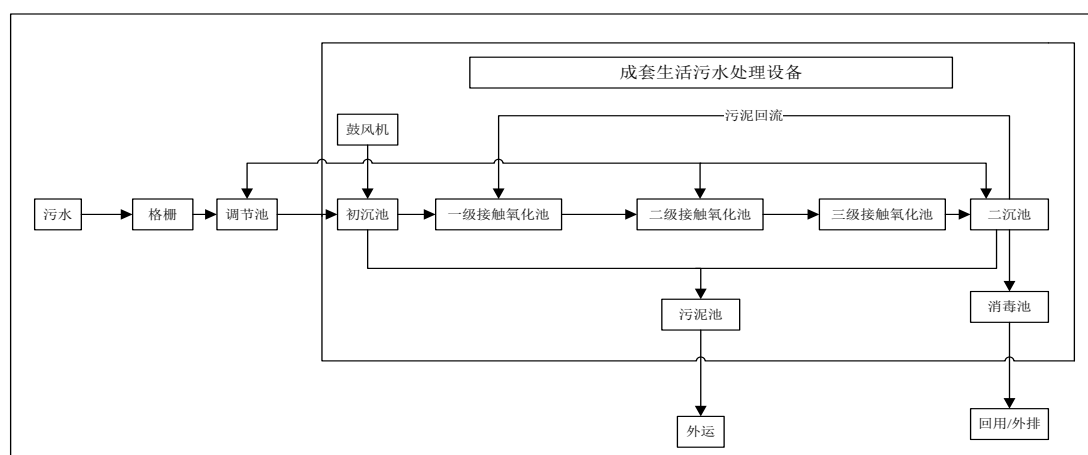 成套生活污水处理设备
鼓风机
污泥回流
污水
格栅
调节池
初沉池
一级接触氧化池
二级接触氧化池
三级接触氧化池
二沉池
污泥池
消毒池
外运
回用/外排